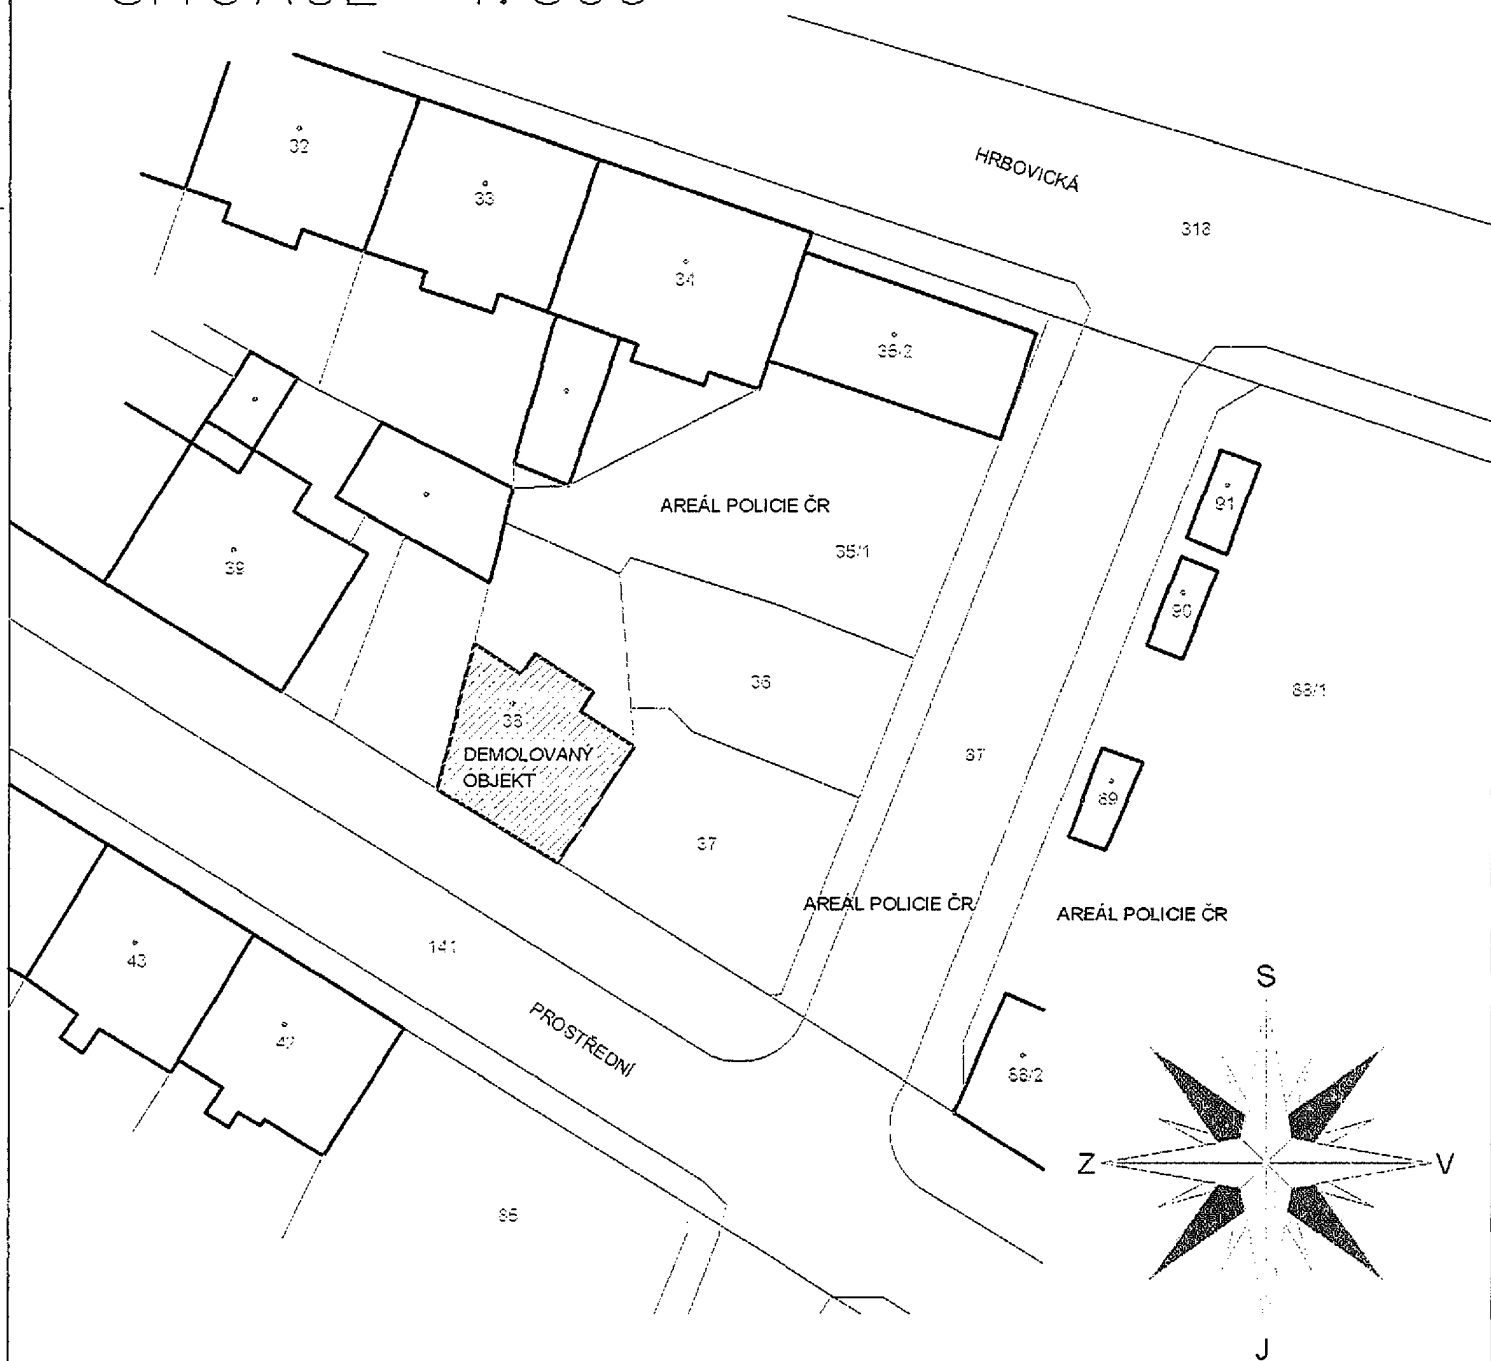 HRBOVICKÁ
32
33
318
34
35/2
91
AREÁL POLICIE ČR
35/1
39
90
36
88/1
38
DEMOLOVANÝ
OBJEKT
87
89
37
AREÁL POLICIE ČR
AREÁL POLICIE ČR
43
141
S
PROSTŘEDNÍ
42
88/2
Z
V
J